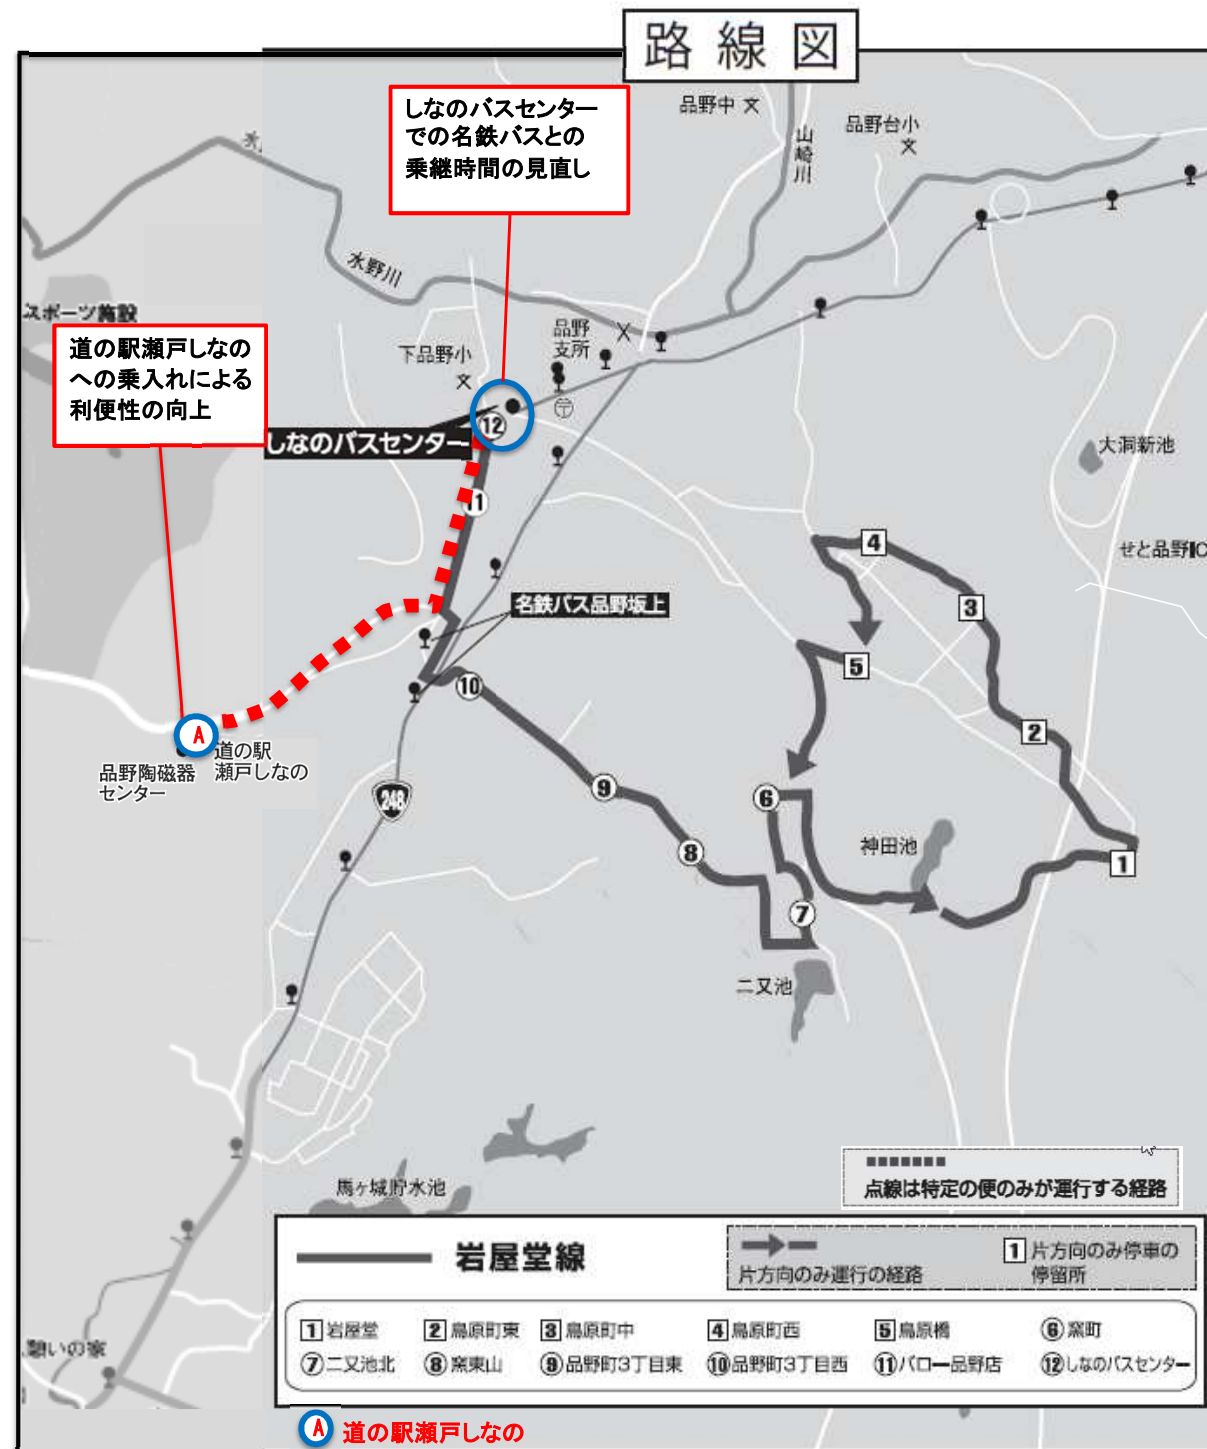 路線図
しなのバスセンター
での名鉄バスとの
乗継時間の見直し
品野中
山崎川
品野台小
水野川
スポーツ施設
道の駅瀬戸しなの
への乗入れによる
利便性の向上
下品野小
品野
支所
12
しなのバスセンター
11
大洞新池
せと品野IC
4
3
名鉄バス品野坂上
5
10
2
A
道の駅
瀬戸しなの
品野陶磁器
センター
248
9
6
8
神田池
1
7
二又池
馬ヶ城貯水池
点線は特定の便のみが運行する経路
岩屋堂線
片方向のみ運行の経路
1 片方向のみ停車の
停留所
1 岩屋堂 2 鳥原町東 3 鳥原町中 4 鳥原町西 5 鳥原橋 6 窯町
7 二又池北 8 窯東山 9 品野町3丁目東 10 品野町3丁目西 11 バロー品野店 12 しなのバスセンター
憩いの家
A 道の駅瀬戸しなの